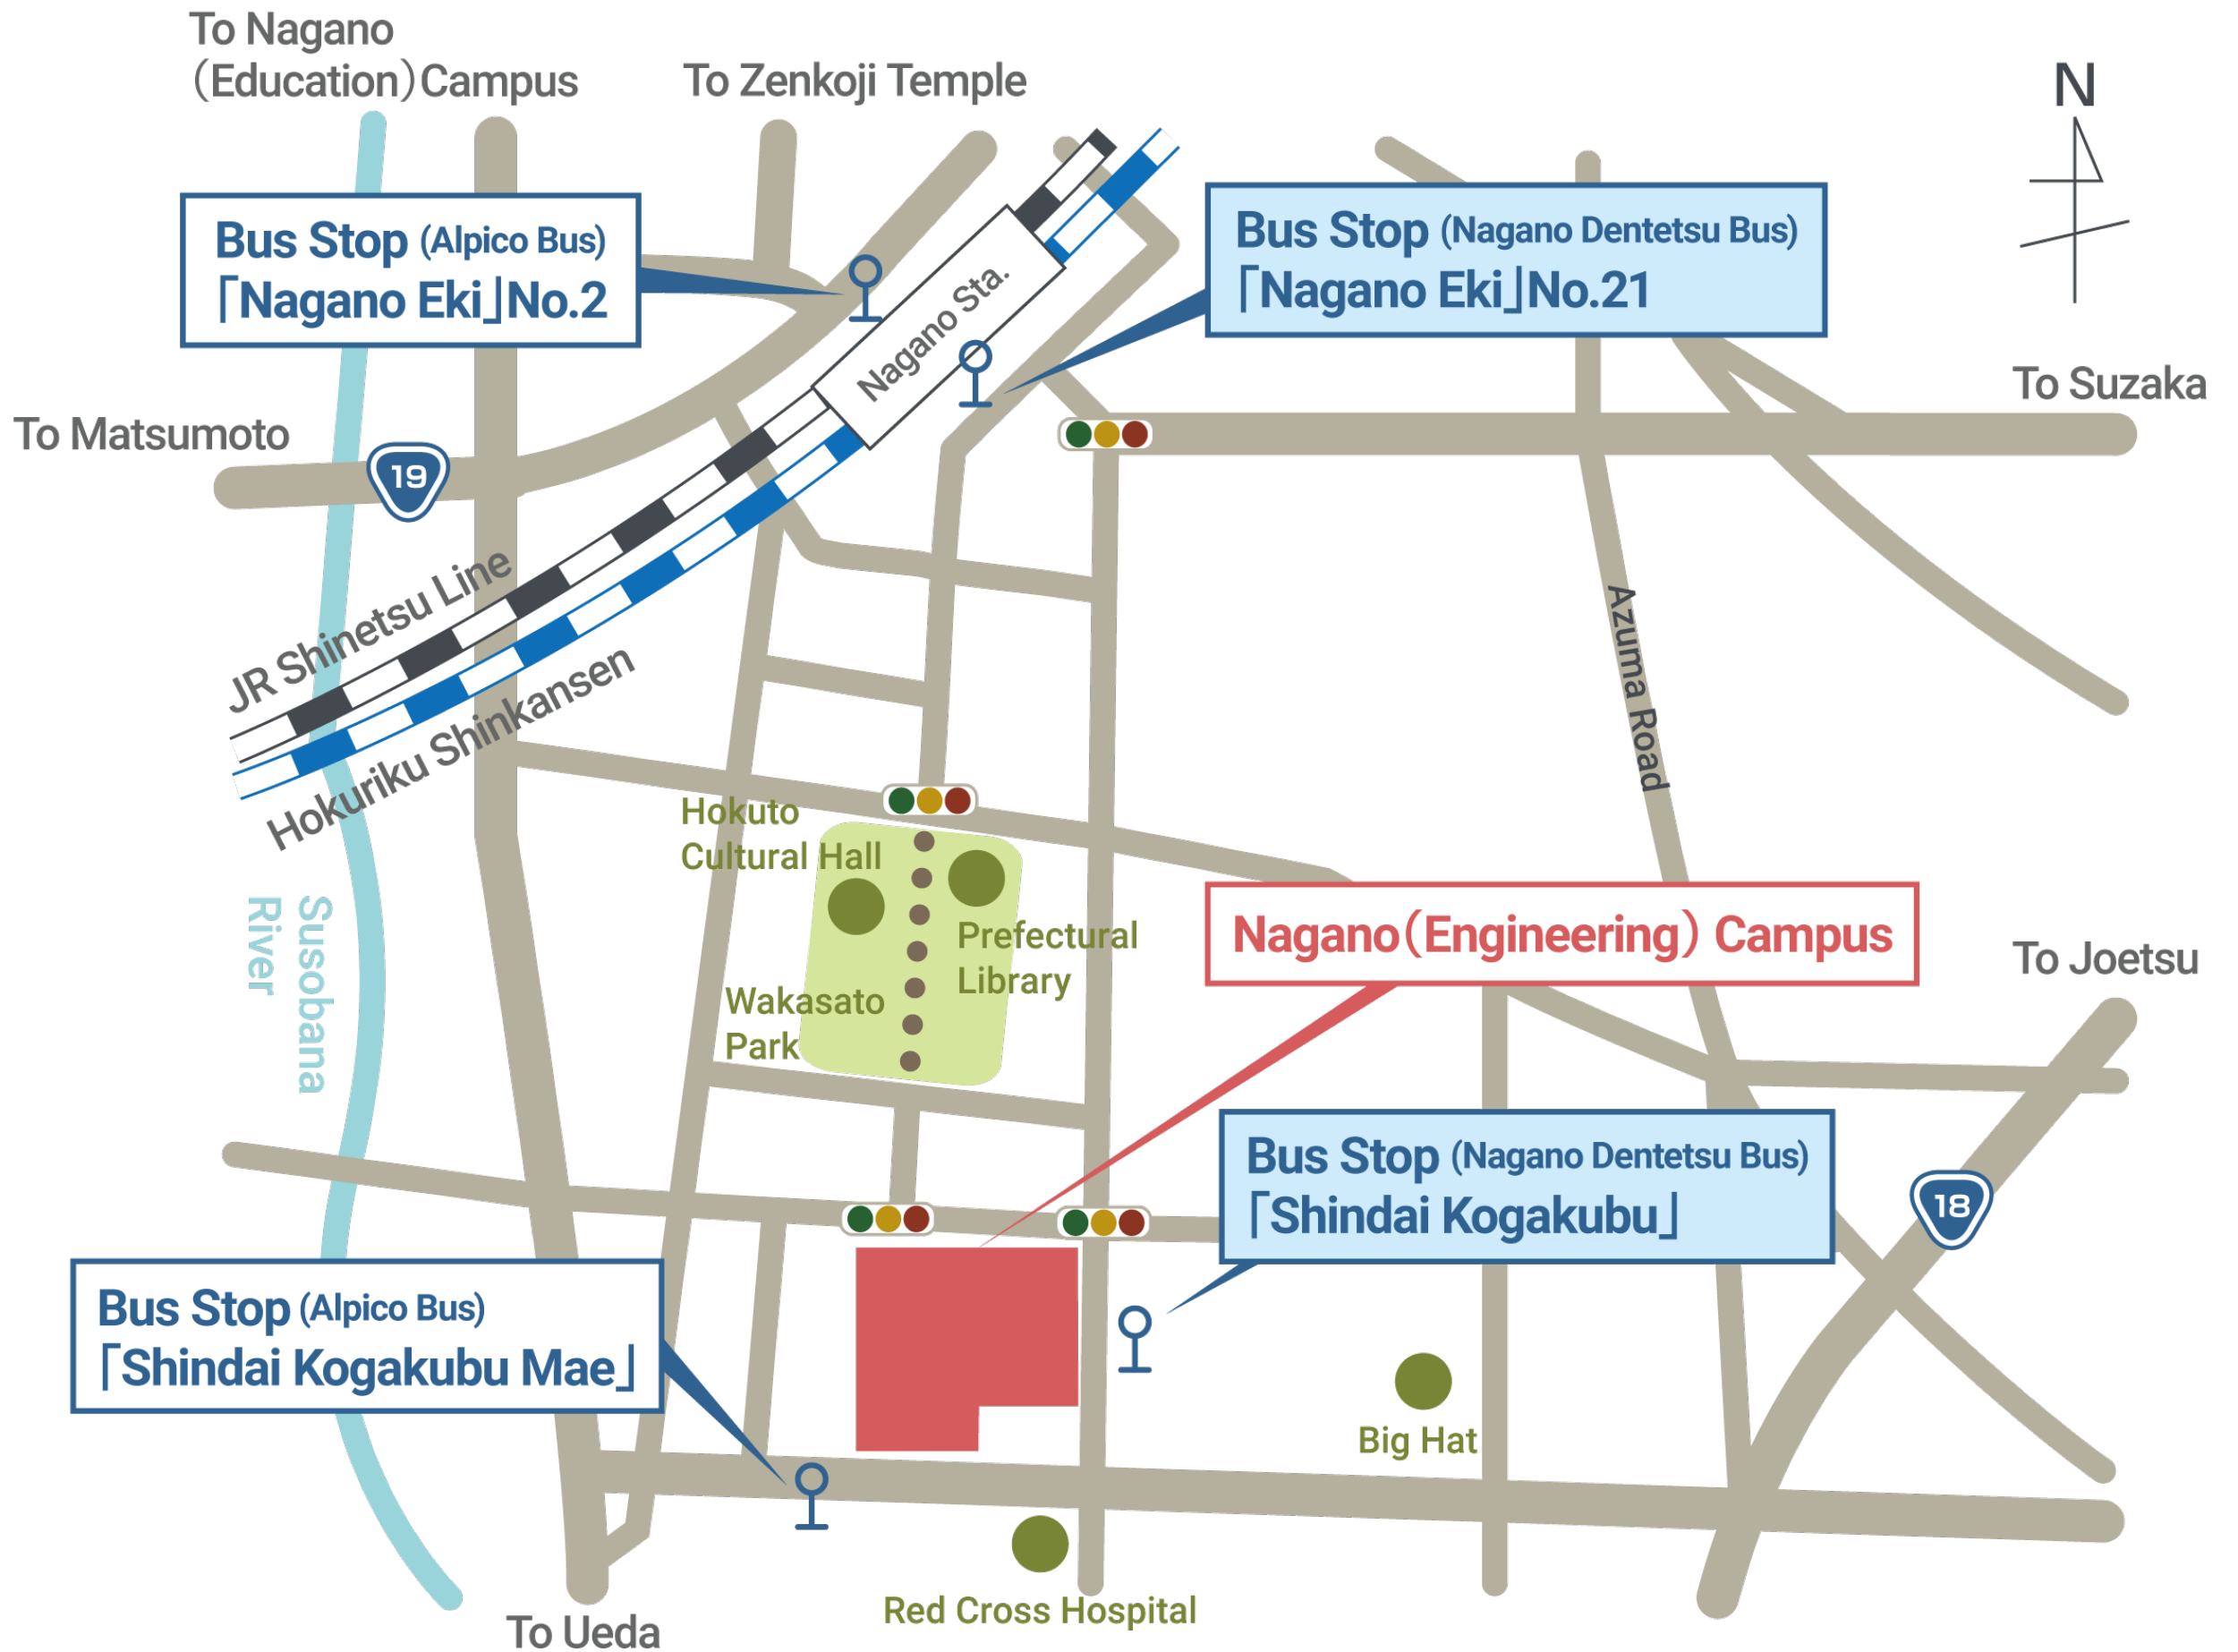 To Nagano
（Education）Campus
To Zenkoji Temple
N
Bus Stop (Alpico Bus)
「Nagano Eki」No.2
Bus Stop (Nagano Dentetsu Bus)
「Nagano Eki」No.21
Nagano Sta.
To Suzaka
To Matsumoto
19
JR Shinetsu Line
Hokuriku Shinkansen
Azuma Road
Hokuto
Cultural Hall
Prefectural
Library
Wakasato
Park
Susobana
River
Nagano（Engineering）Campus
To Joetsu
Bus Stop (Nagano Dentetsu Bus)
「Shindai Kogakubu」
18
Bus Stop (Alpico Bus)
「Shindai Kogakubu Mae」
Big Hat
Red Cross Hospital
To Ueda